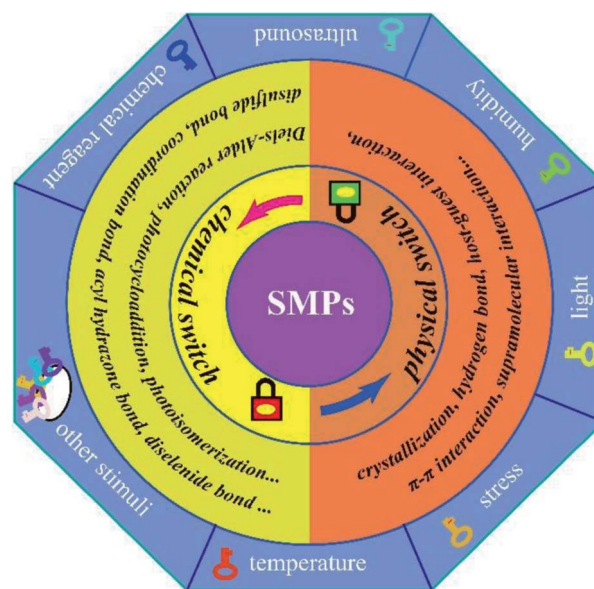 SMPs
chemical switch
physical switch
Diels-Alder reaction, photocycloaddition, photoisomerization...
disulfide bond, coordination bond, acyl hydrazone bond, diselenide bond ...
crystallization, hydrogen bond, host-guest interaction,
π-π interaction, supramolecular interaction...
ultrasound
humidity
light
stress
temperature
other stimuli
chemical reagent